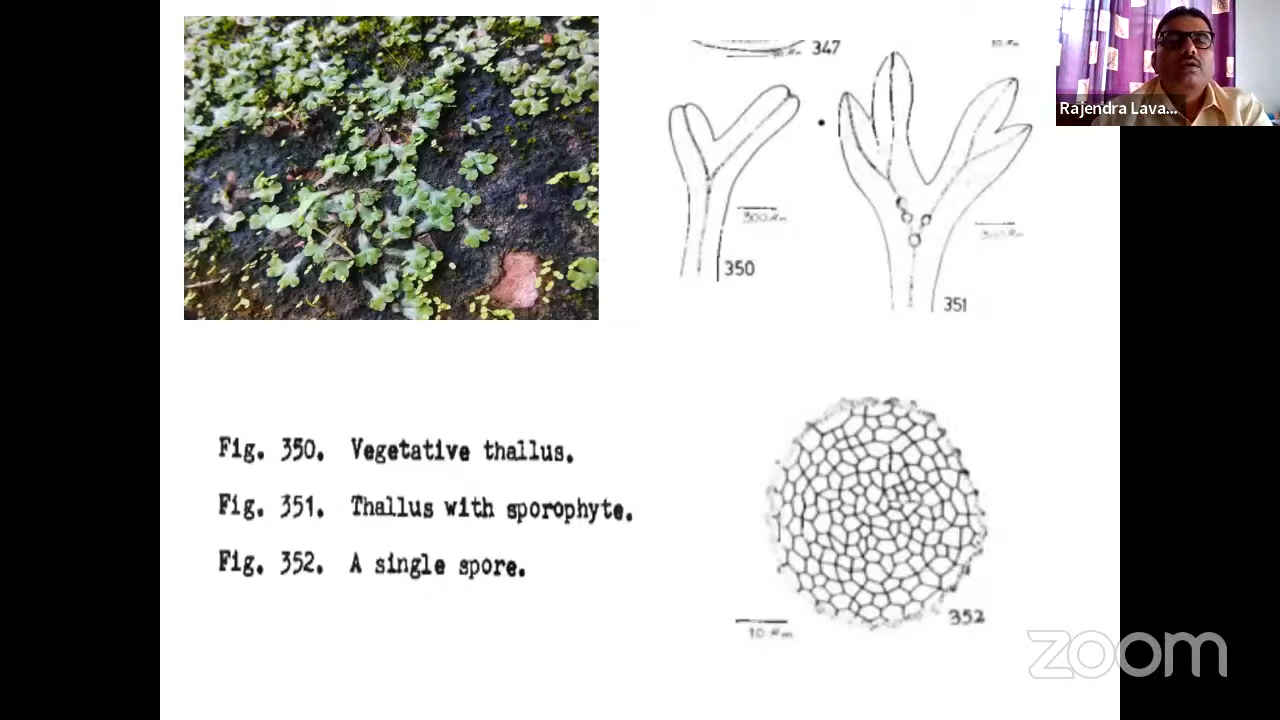 347
Rajendra Lava...
350
351
Fig. 350. Vegetative thallus.
Fig. 351. Thallus with sporophyte.
Fig. 352. A single spore.
352
10
zoom